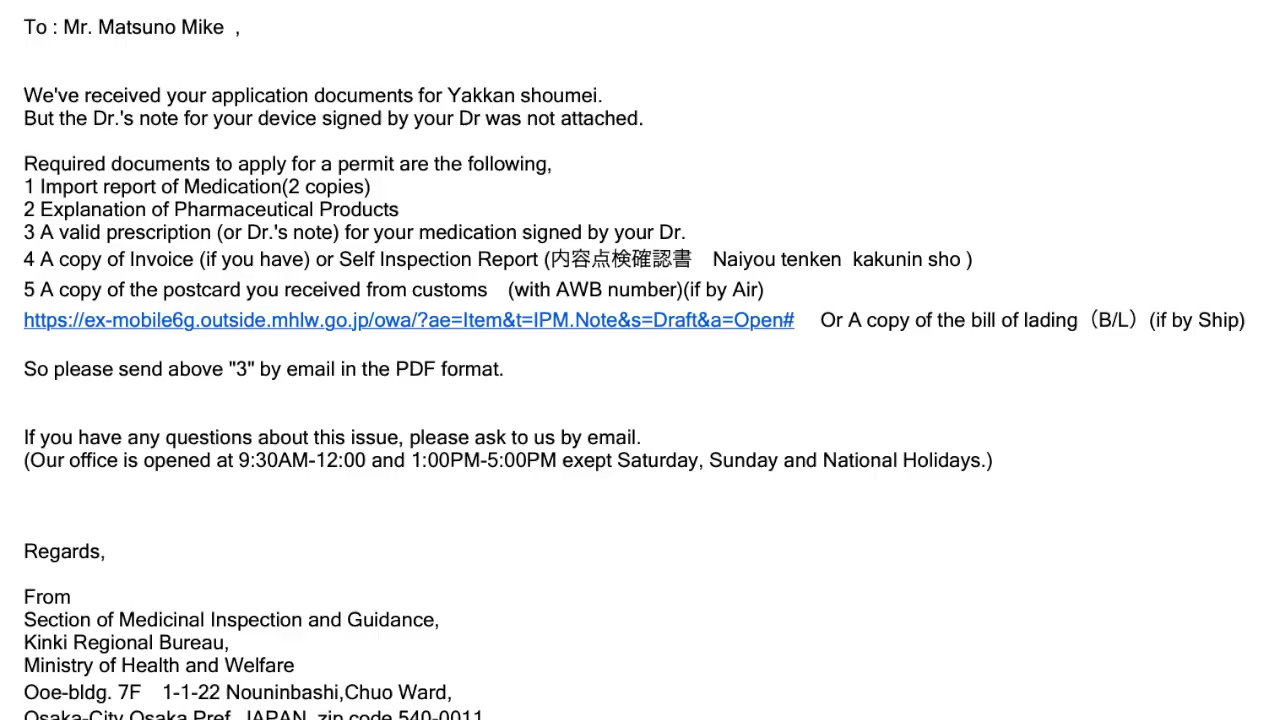 To : Mr. Matsuno Mike ,
We've received your application documents for Yakkan shoumei.
But the Dr.'s note for your device signed by your Dr was not attached.
Required documents to apply for a permit are the following,
1 Import report of Medication(2 copies)
2 Explanation of Pharmaceutical Products
3 A valid prescription (or Dr.'s note) for your medication signed by your Dr.
4 A copy of Invoice (if you have) or Self Inspection Report (内容点検確認書　Naiyou tenken kakunin sho )
5 A copy of the postcard you received from customs　(with AWB number)(if by Air)
https://ex-mobile6g.outside.mhlw.go.jp/owa/?ae=Item&t=IPM.Note&s=Draft&a=Open#　Or A copy of the bill of lading（B/L）(if by Ship)
So please send above "3" by email in the PDF format.
If you have any questions about this issue, please ask to us by email.
(Our office is opened at 9:30AM-12:00 and 1:00PM-5:00PM exept Saturday, Sunday and National Holidays.)
Regards,
From
Section of Medicinal Inspection and Guidance,
Kinki Regional Bureau,
Ministry of Health and Welfare
Ooe-bldg. 7F　1-1-22 Nouninbashi,Chuo Ward,
Osaka-City Osaka Pref. JAPAN zip code 540-0011